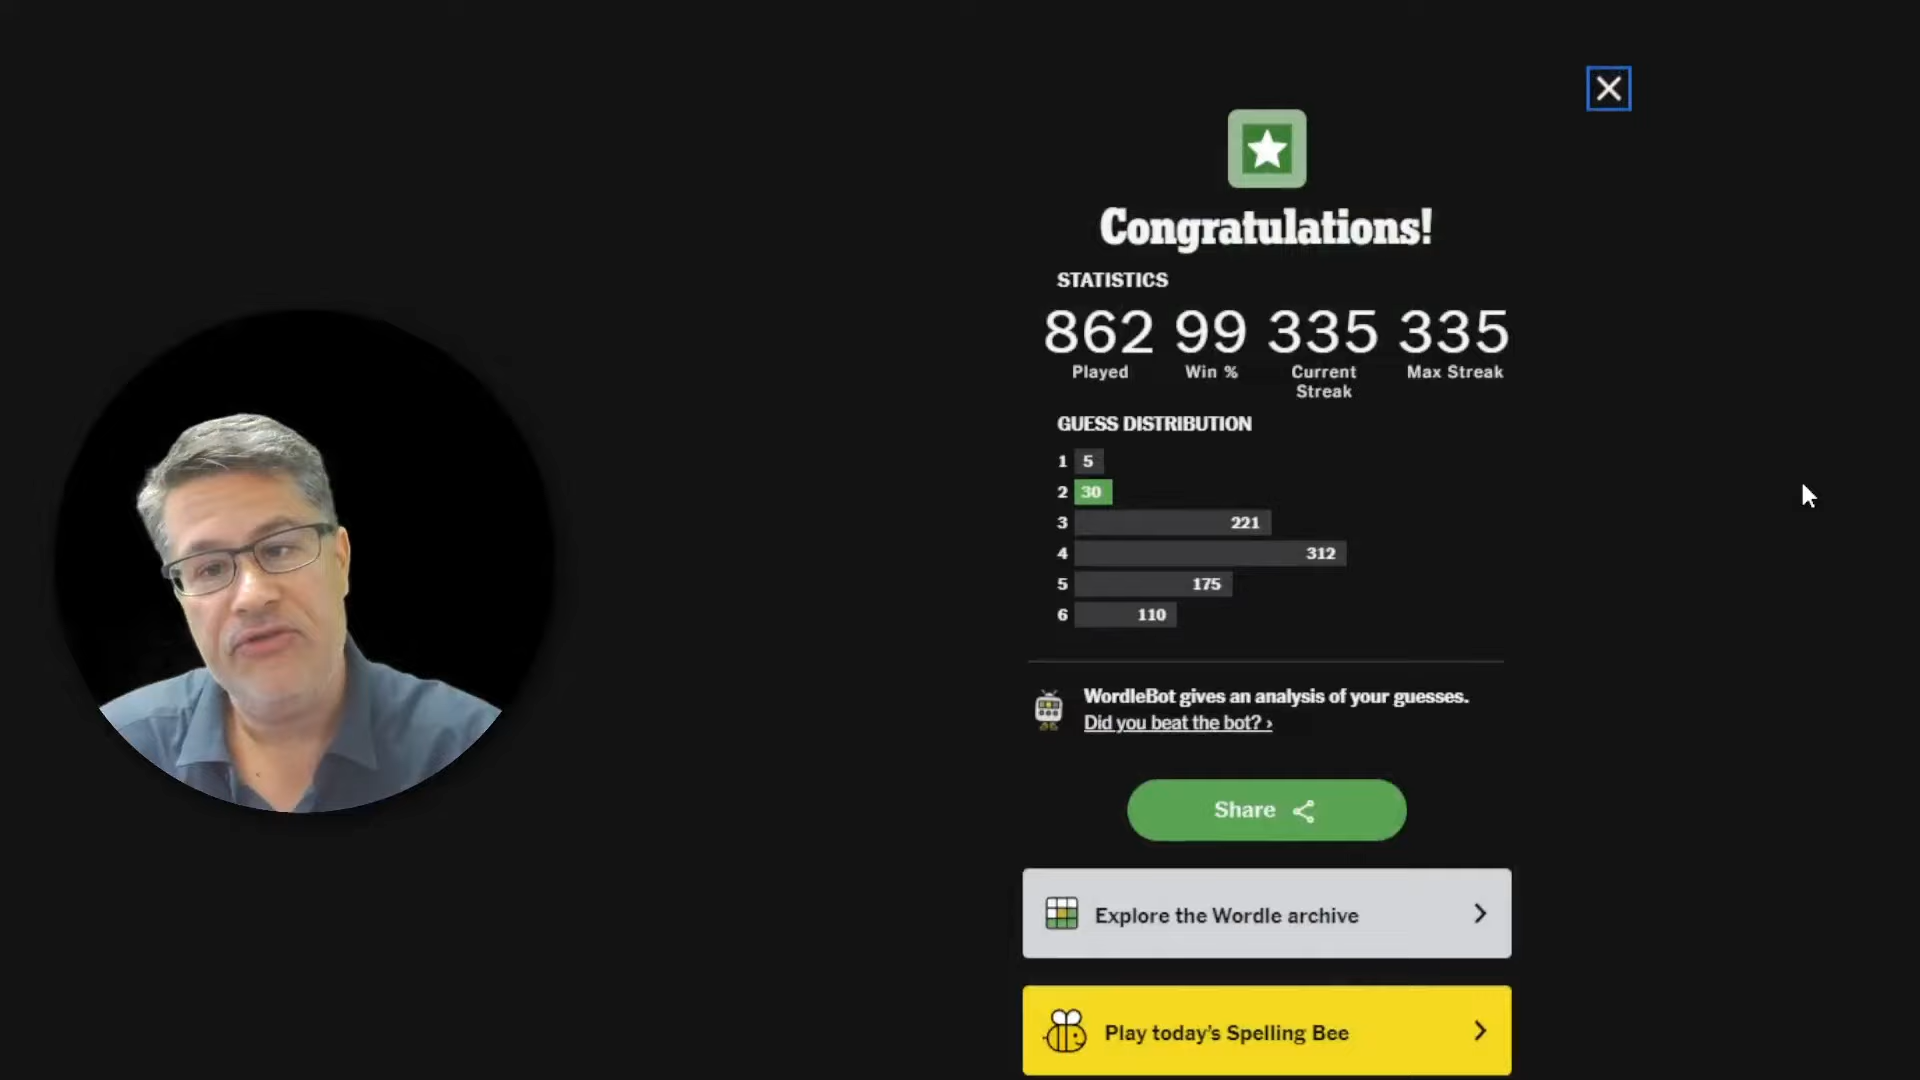 Congratulations!
STATISTICS
862 99 335 335
Played Win % Current Streak Max Streak
GUESS DISTRIBUTION
1 5
2 30
3 221
4 312
5 175
6 110
WordleBot gives an analysis of your guesses.
Did you beat the bot? ›
Share
Explore the Wordle archive
Play today's Spelling Bee